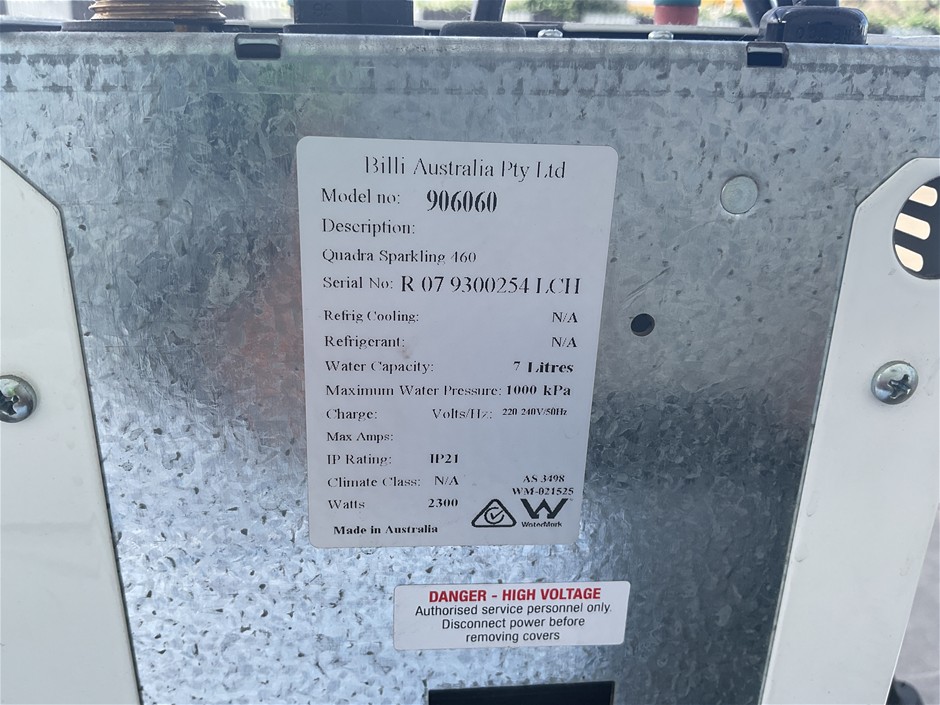 Billi Australia Pty Ltd
Model no: 906060
Description:
Quadra Sparkling 460
Serial No: R 07 9300254 LCH
Refrig Cooling: N/A
Refrigerant: N/A
Water Capacity: 7 Litres
Maximum Water Pressure: 1000 kPa
Charge: Volts/Hz: 220-240V/50Hz
Max Amps:
IP Rating: IP21
Climate Class: N/A
AS 3498
WM-021525
Watts 2300
WaterMark
Made in Australia
DANGER - HIGH VOLTAGE
Authorised service personnel only.
Disconnect power before
removing covers